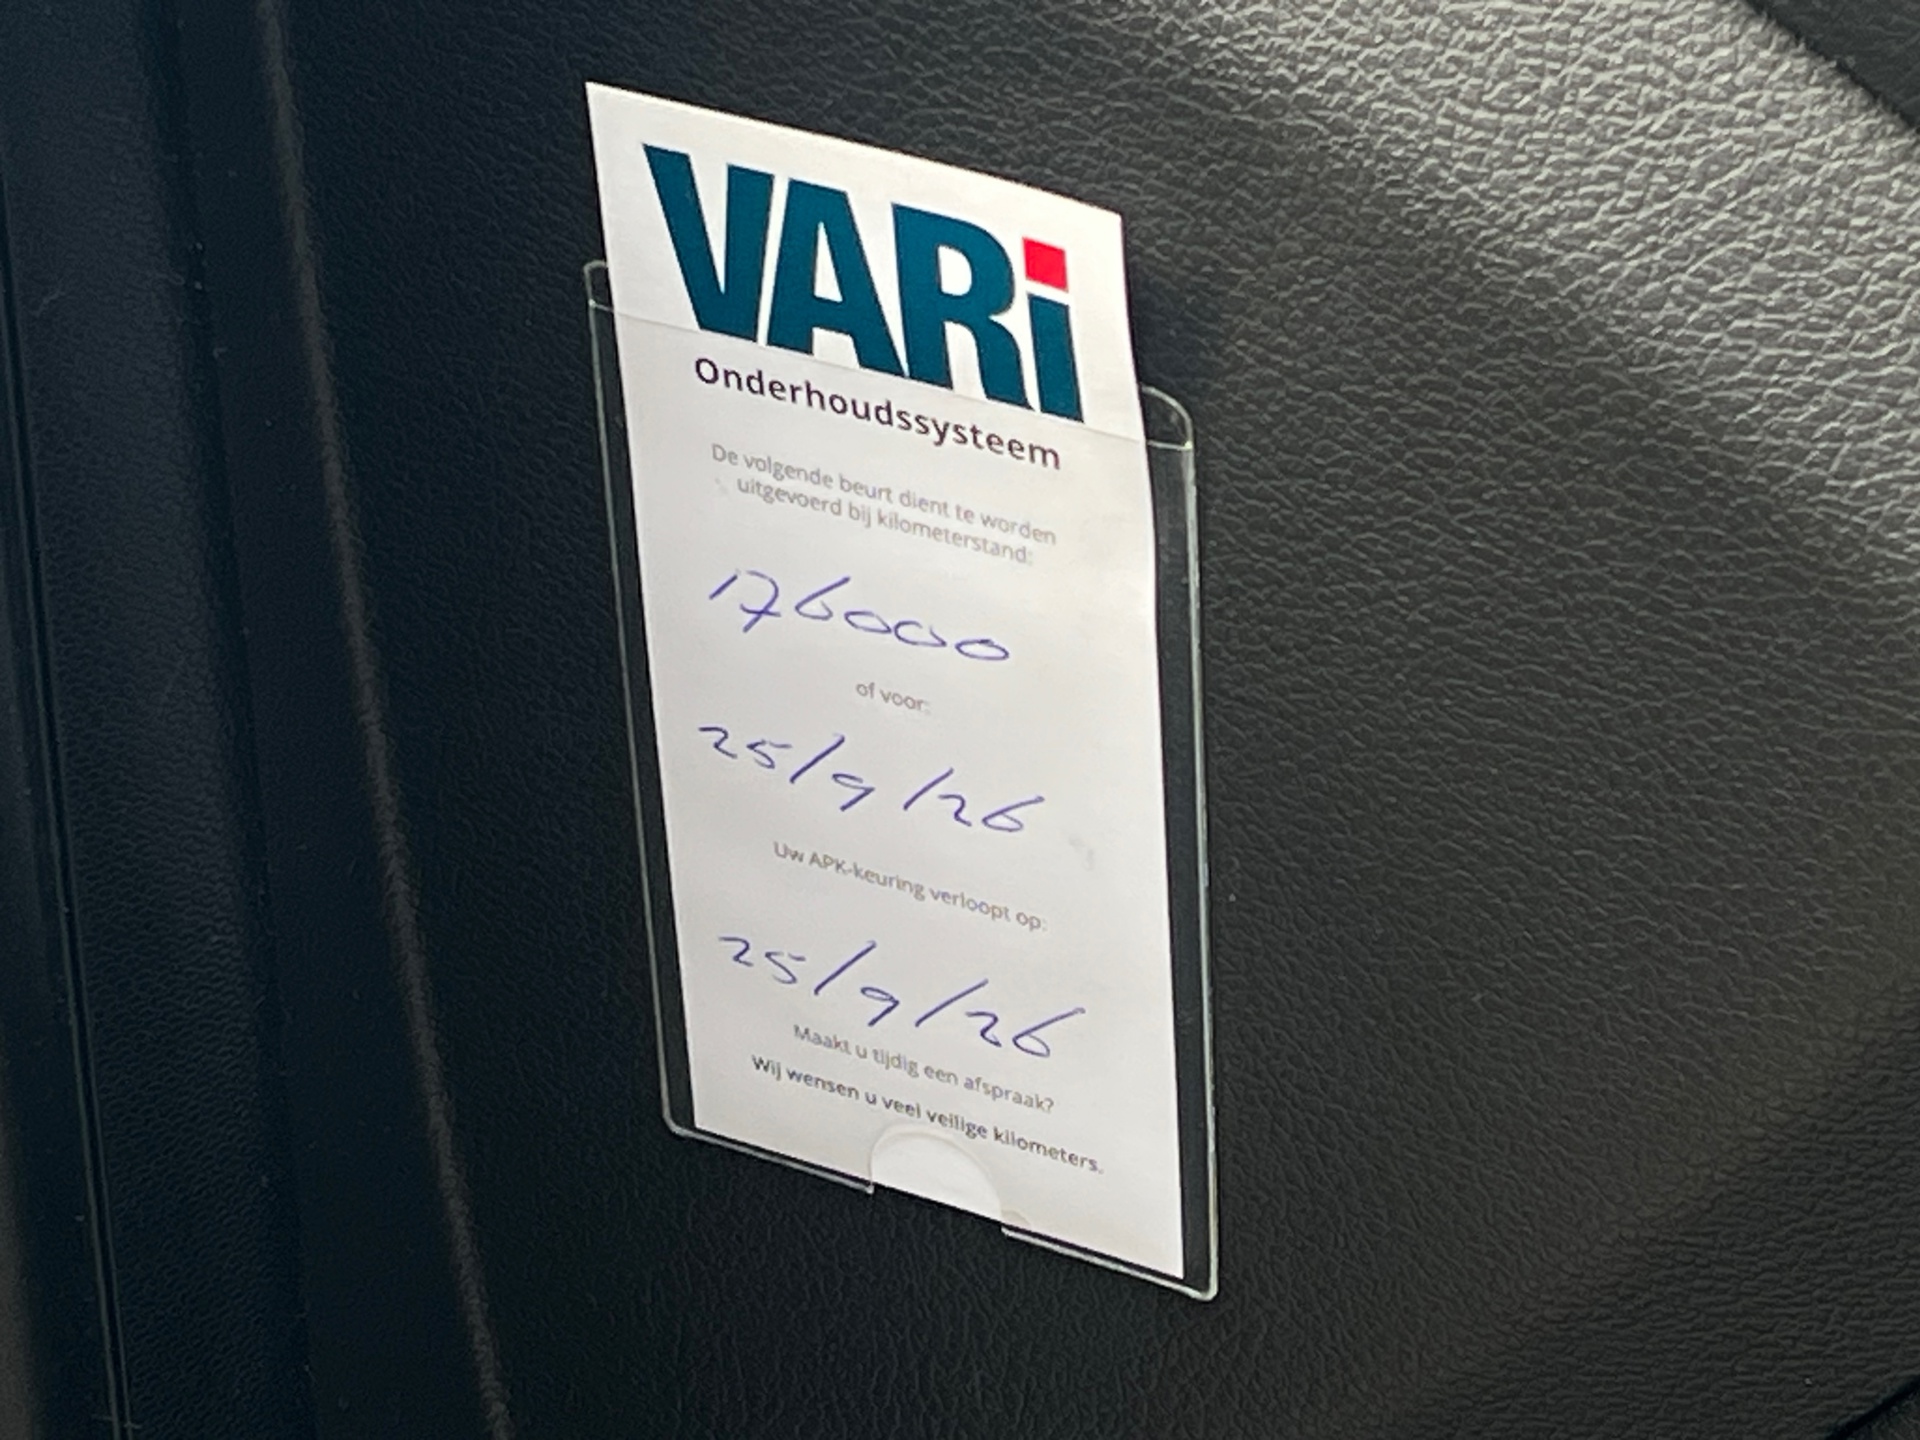 VARi
Onderhoudssysteem
De volgende beurt dient te worden
uitgevoerd bij kilometerstand:
176000
of voor:
25/9/26
Uw APK-keuring verloopt op:
25/9/26
Maakt u tijdig een afspraak?
Wij wensen u veel veilige kilometers.